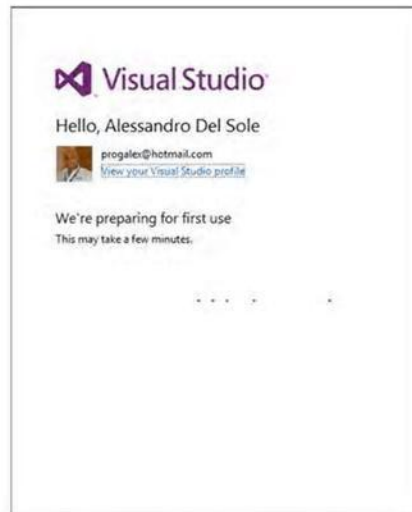 Visual Studio
Hello, Alessandro Del Sole
progalex@hotmail.com
View your Visual Studio profile
We're preparing for first use
This may take a few minutes.